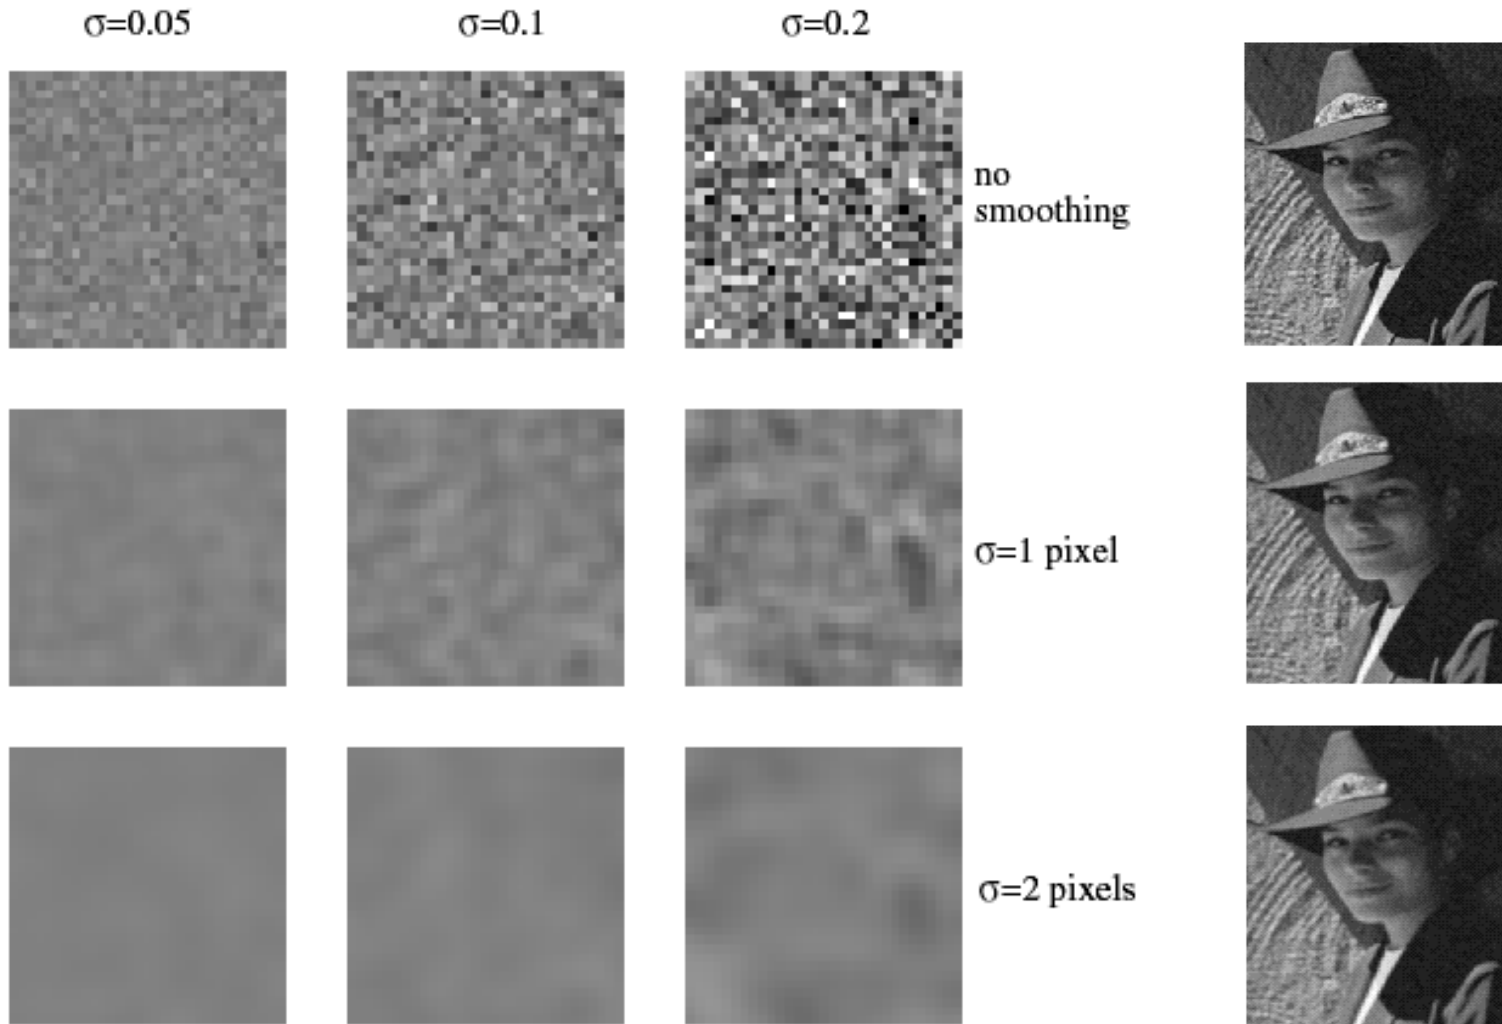 σ=0.05
σ=0.1
σ=0.2
no
smoothing
σ=1 pixel
σ=2 pixels